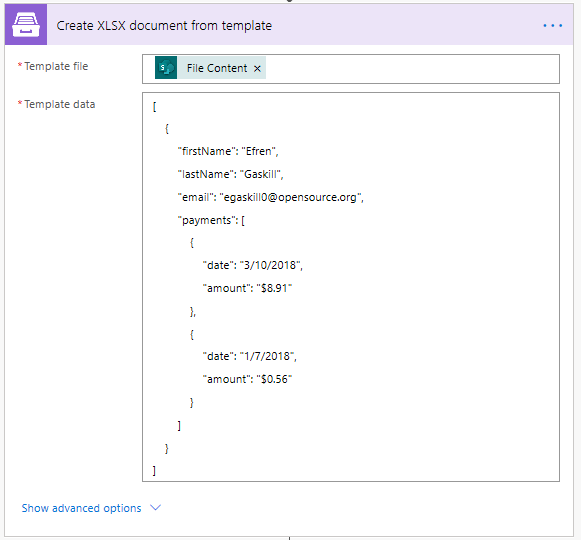 Create XLSX document from template
* Template file
File Content ×
* Template data
[
{
"firstName": "Efren",
"lastName": "Gaskill",
"email": "egaskill0@opensource.org",
"payments": [
{
"date": "3/10/2018",
"amount": "$8.91"
},
{
"date": "1/7/2018",
"amount": "$0.56"
}
]
}
]
Show advanced options